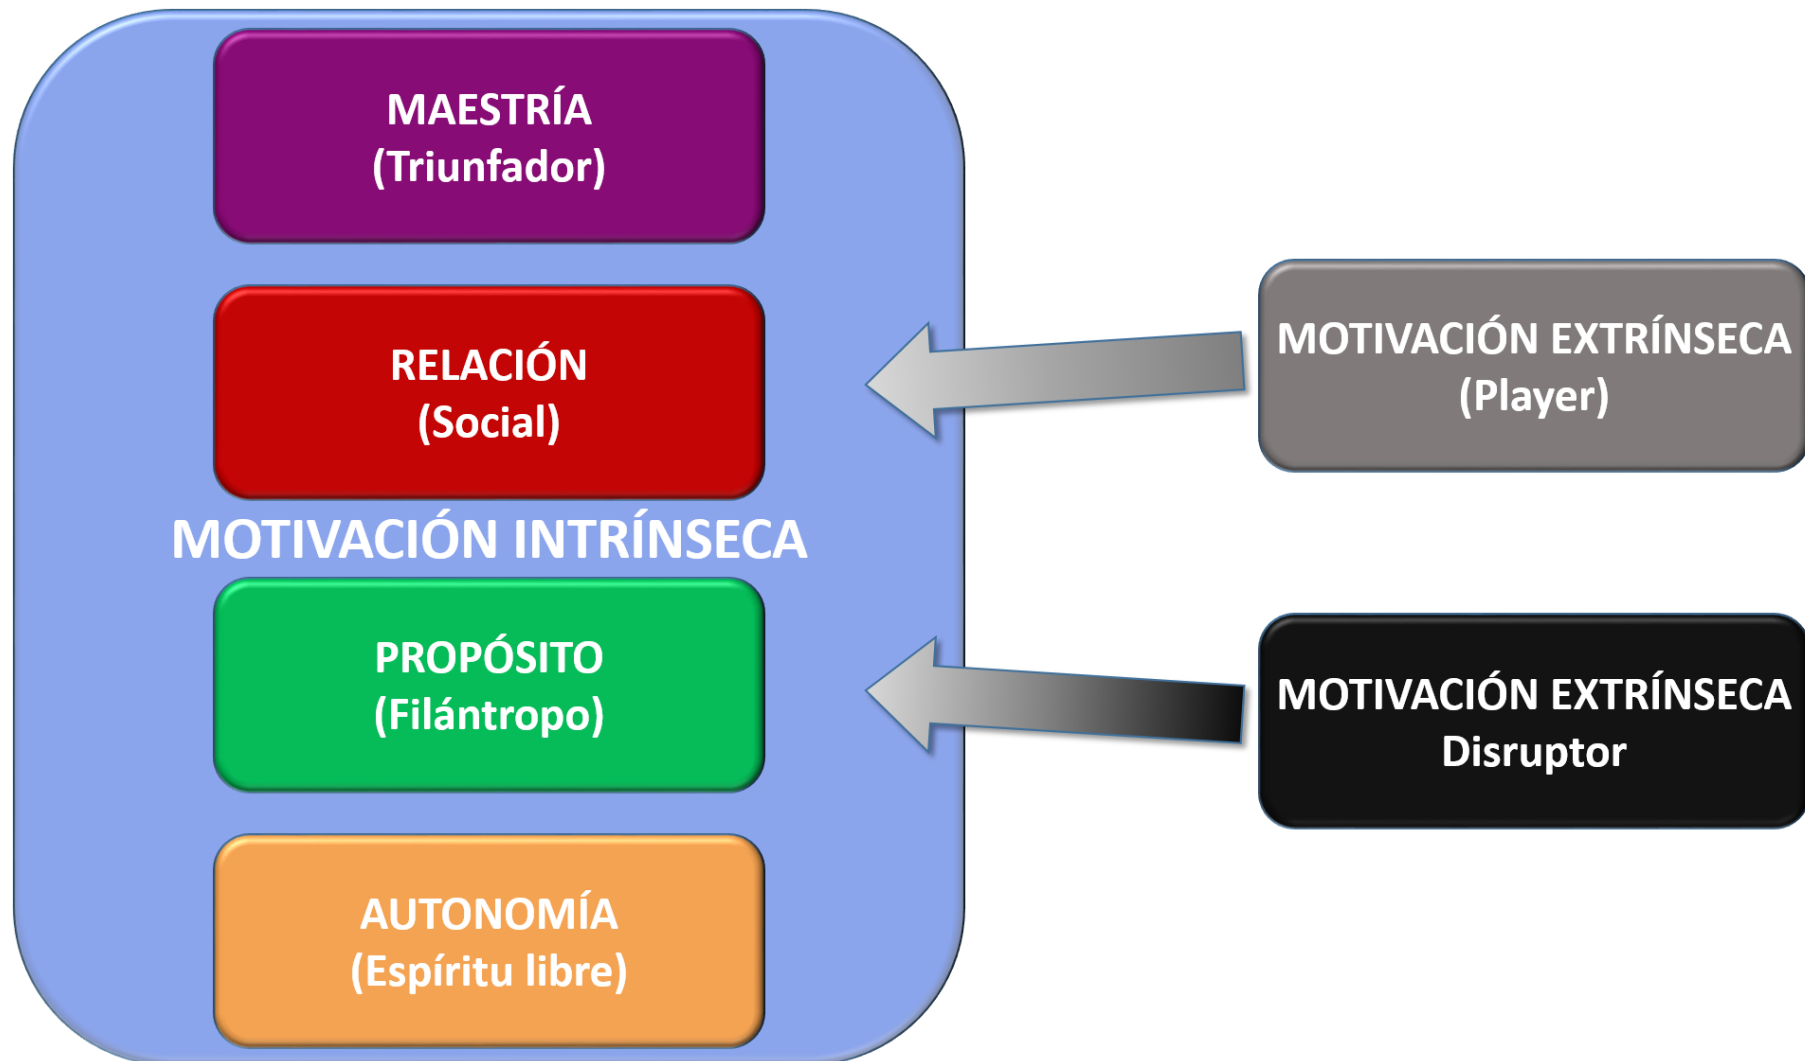 MAESTRÍA
(Triunfador)
RELACIÓN
(Social)
MOTIVACIÓN INTRÍNSECA
PROPÓSITO
(Filántropo)
AUTONOMÍA
(Espíritu libre)
MOTIVACIÓN EXTRÍNSECA
(Player)
MOTIVACIÓN EXTRÍNSECA
Disruptor